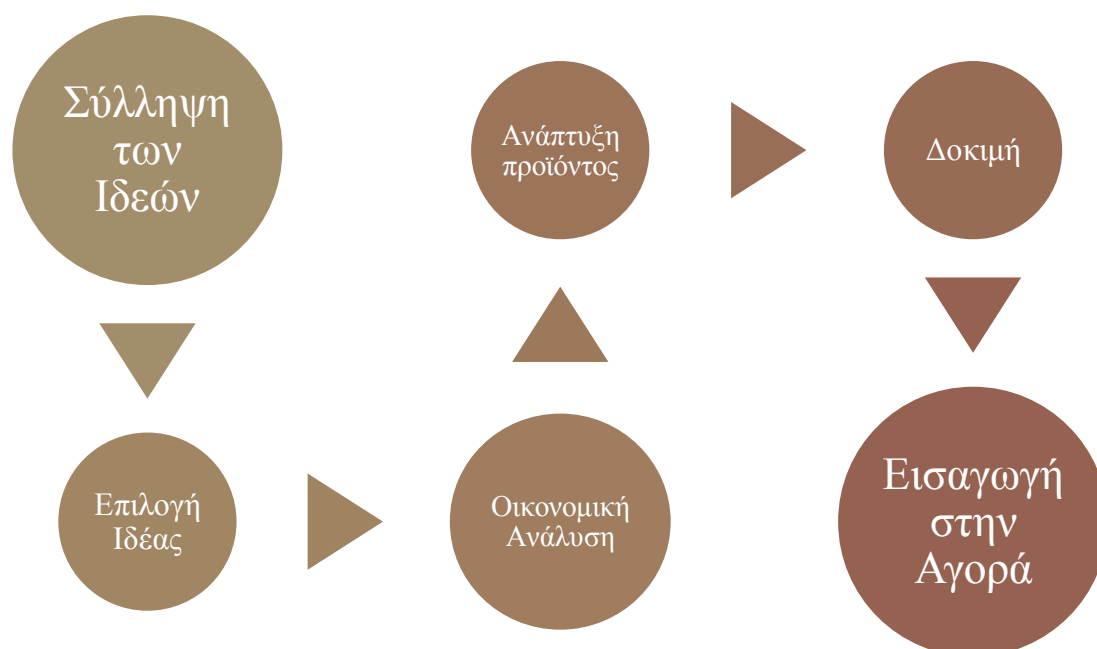 Σύλληψη
των
Ιδεών
Επιλογή
Ιδέας
Οικονομική
Ανάλυση
Ανάπτυξη
προϊόντος
Δοκιμή
Εισαγωγή
στην
Αγορά